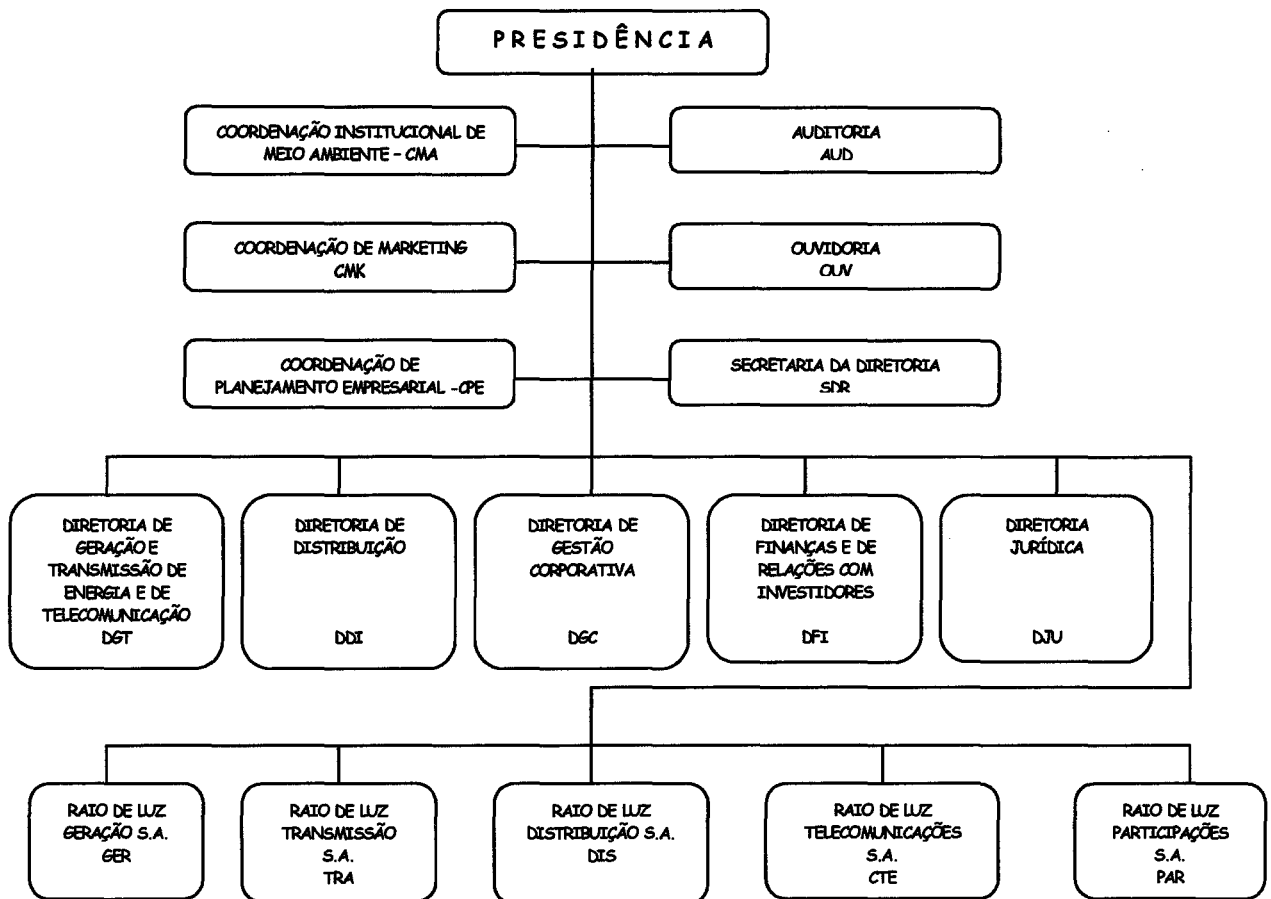 PRESIDÊNCIA
COORDENAÇÃO INSTITUCIONAL DE
MEIO AMBIENTE - CMA
AUDITORIA
AUD
COORDENAÇÃO DE MARKETING
CMK
OUVIDORIA
OUV
COORDENAÇÃO DE
PLANEJAMENTO EMPRESARIAL -CPE
SECRETARIA DA DIRETORIA
SDR
DIRETORIA DE
GERAÇÃO E
TRANSMISSÃO DE
ENERGIA E DE
TELECOMUNICAÇÃO
DGT
DIRETORIA DE
DISTRIBUIÇÃO
DDI
DIRETORIA DE
GESTÃO
CORPORATIVA
DGC
DIRETORIA DE
FINANÇAS E DE
RELAÇÕES COM
INVESTIDORES
DFI
DIRETORIA
JURÍDICA
DJU
RAIO DE LUZ
GERAÇÃO S.A.
GER
RAIO DE LUZ
TRANSMISSÃO
S.A.
TRA
RAIO DE LUZ
DISTRIBUIÇÃO S.A.
DIS
RAIO DE LUZ
TELECOMUNICAÇÕES
S.A.
CTE
RAIO DE LUZ
PARTICIPAÇÕES
S.A.
PAR